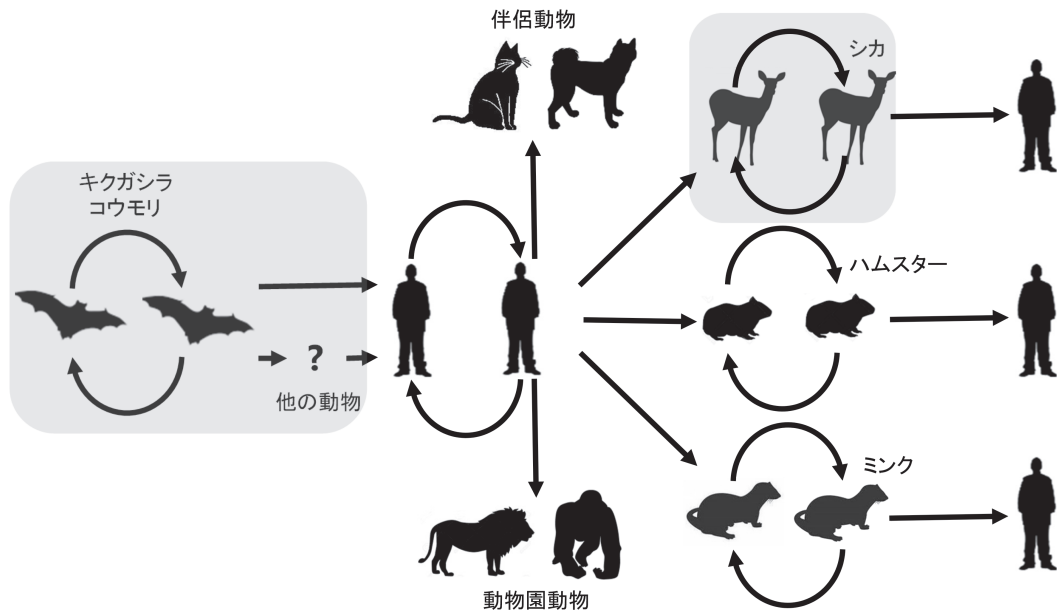 伴侶動物
シカ
キクガシラ
コウモリ
ハムスター
?
他の動物
ミンク
動物園動物